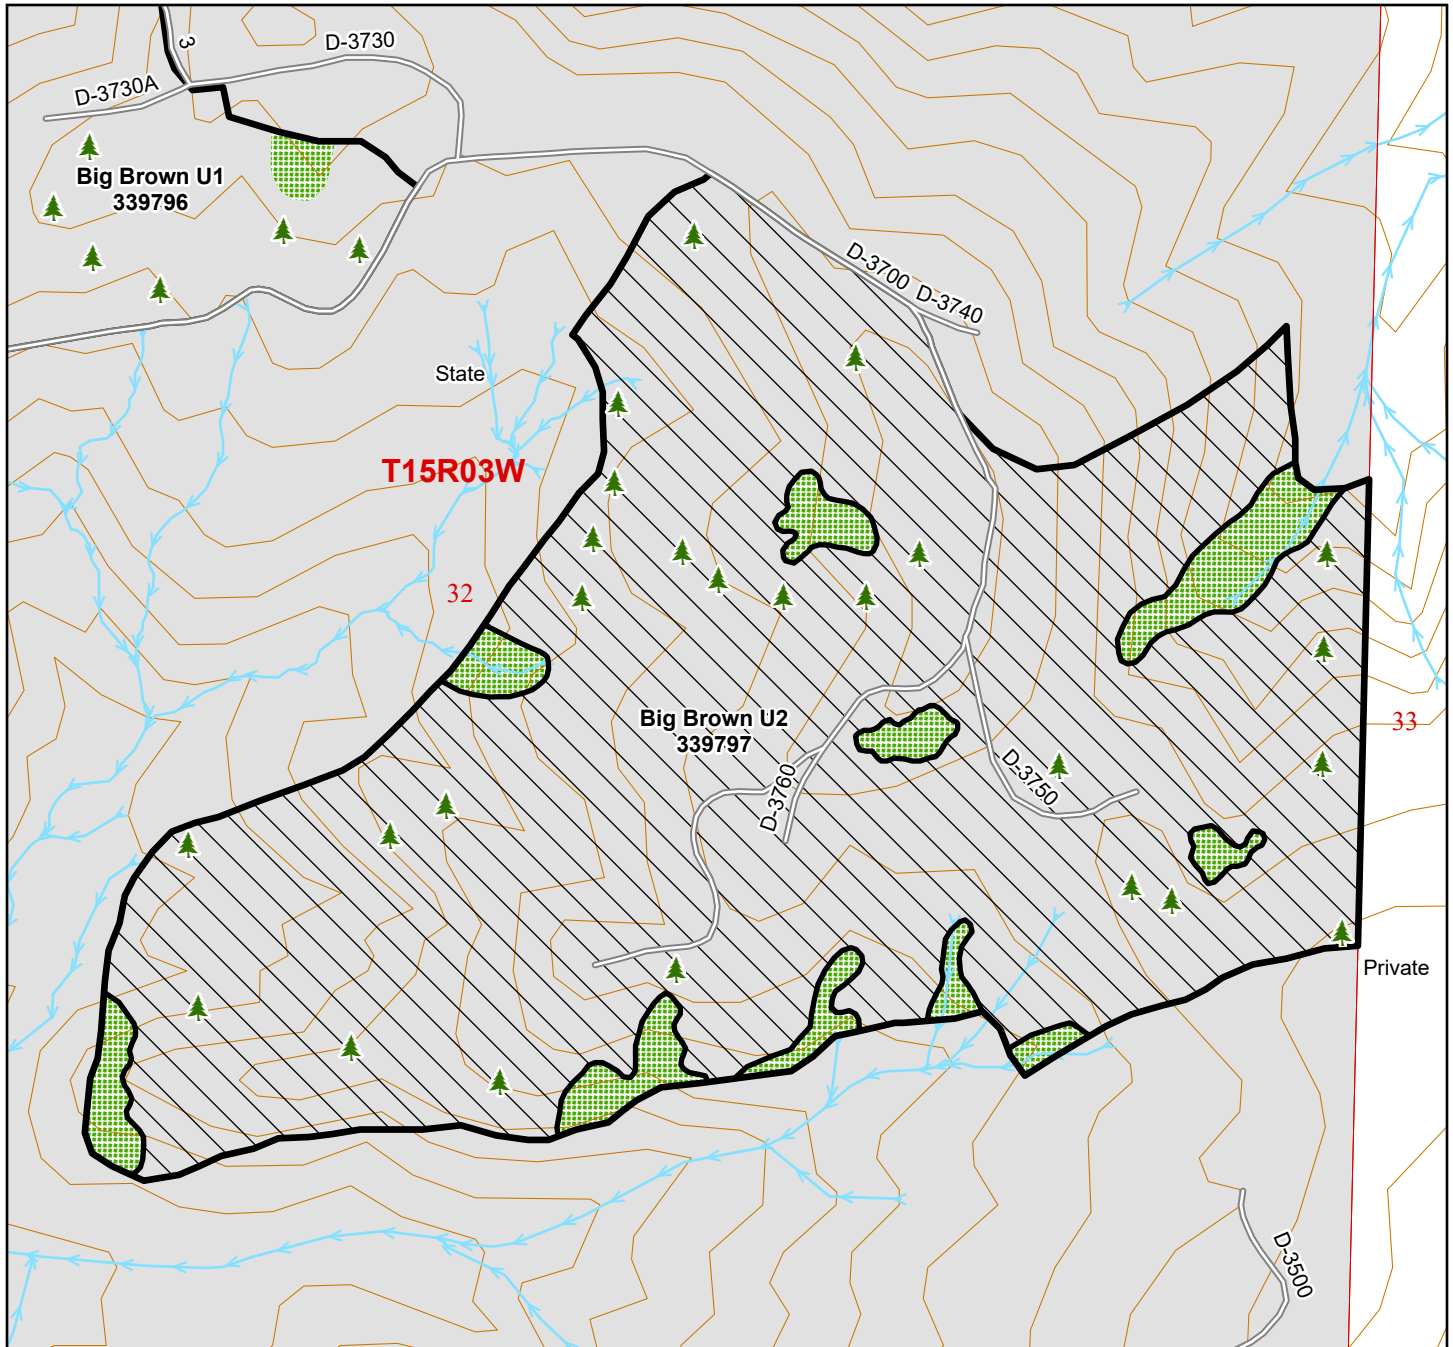 3
D-3730
D-3730A
Big Brown U1
339796
D-3700
D-3740
State
T15R03W
32
Big Brown U2
339797
33
D-3750
D-3760
Private
D-3500